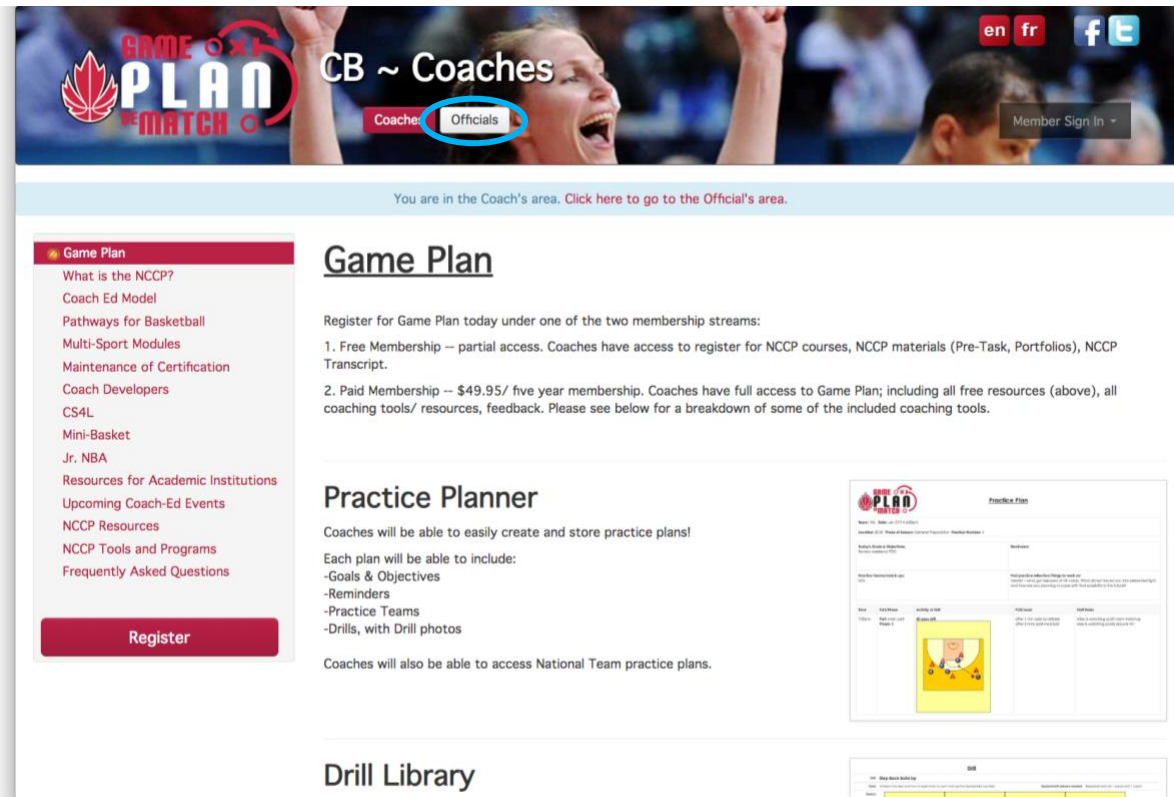 GAME
PLAN
DE MATCH
CB ~ Coaches
Coaches
Officials
en fr
f t
Member Sign In
You are in the Coach's area. Click here to go to the Official's area.
Game Plan
What is the NCCP?
Coach Ed Model
Pathways for Basketball
Multi-Sport Modules
Maintenance of Certification
Coach Developers
CS4L
Mini-Basket
Jr. NBA
Resources for Academic Institutions
Upcoming Coach-Ed Events
NCCP Resources
NCCP Tools and Programs
Frequently Asked Questions
Register
Game Plan
Register for Game Plan today under one of the two membership streams:
1. Free Membership -- partial access. Coaches have access to register for NCCP courses, NCCP materials (Pre-Task, Portfolios), NCCP
Transcript.
2. Paid Membership -- $49.95/ five year membership. Coaches have full access to Game Plan; including all free resources (above), all
coaching tools/ resources, feedback. Please see below for a breakdown of some of the included coaching tools.
Practice Planner
Coaches will be able to easily create and store practice plans!
Each plan will be able to include:
-Goals & Objectives
-Reminders
-Practice Teams
-Drills, with Drill photos
Coaches will also be able to access National Team practice plans.
GAME
PLAN
DE MATCH
Practice Plan
Drill Library
Drill
Step Back Build Up